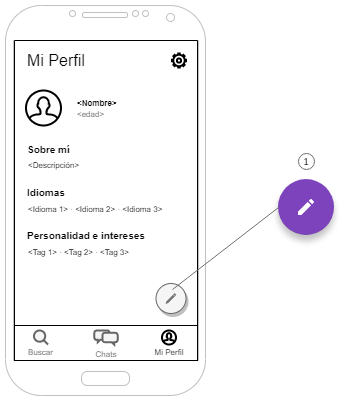 Mi Perfil
<Nombre>
<edad>
Sobre mí
<Descripción>
Idiomas
<Idioma 1> · <Idioma 2> · <Idioma 3>
Personalidad e intereses
<Tag 1> · <Tag 2> · <Tag 3>
Buscar
Chats
Mi Perfil
1